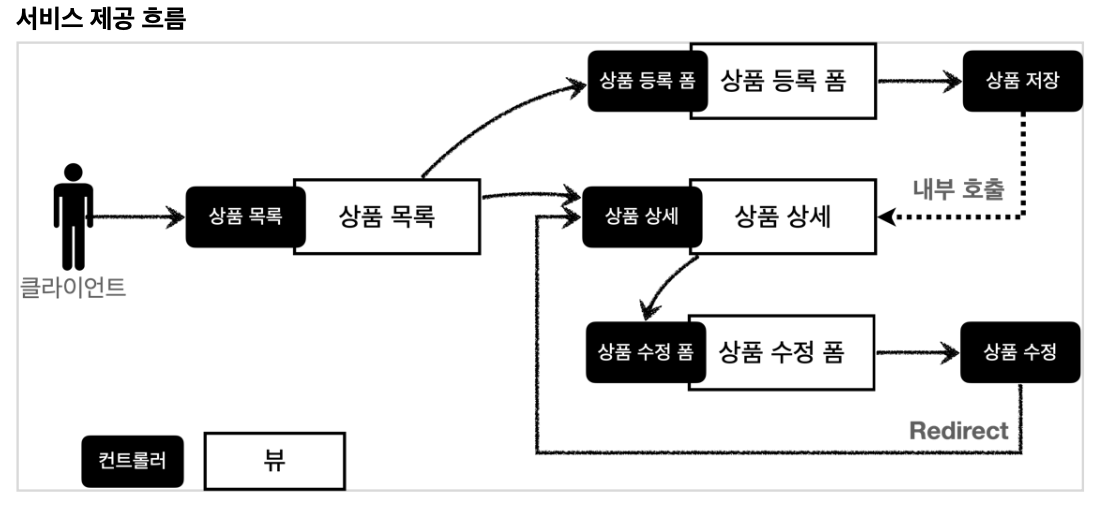 서비스 제공 흐름
상품 등록 폼
상품 등록 폼
상품 저장
내부 호출
상품 목록
상품 목록
상품 상세
상품 상세
클라이언트
상품 수정 폼
상품 수정 폼
상품 수정
Redirect
컨트롤러
뷰